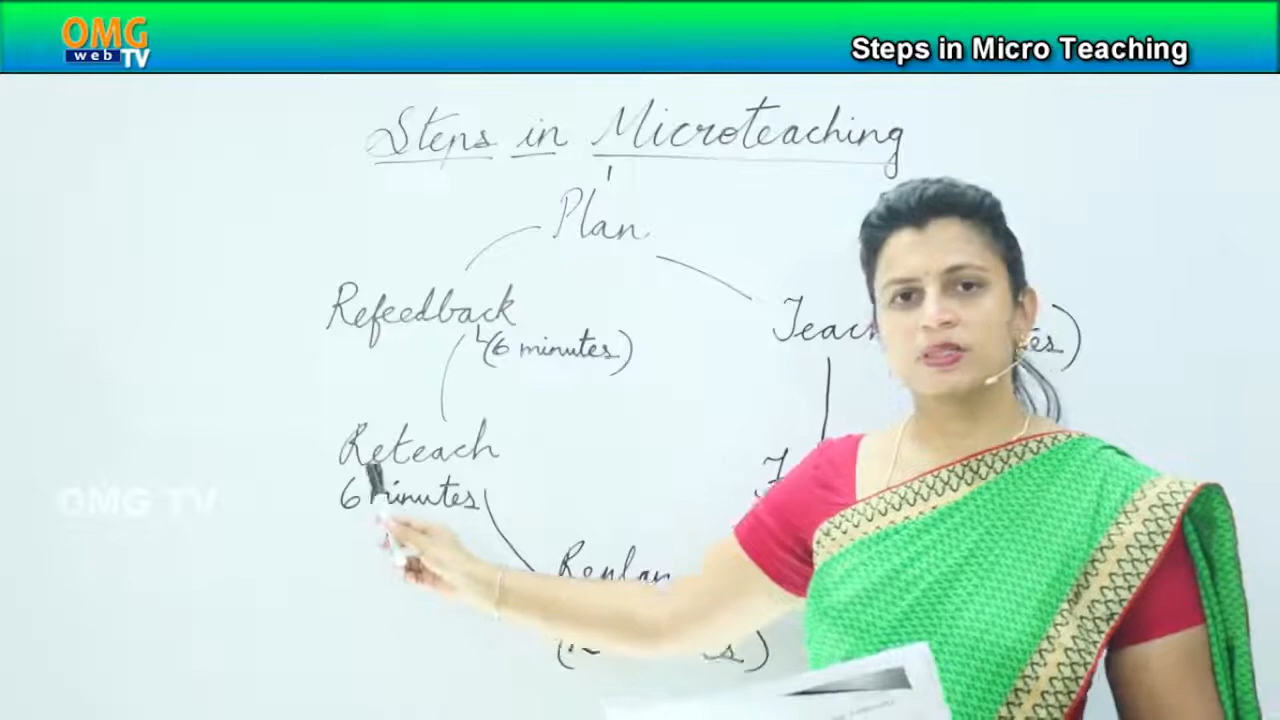 OMG
web TV
Steps in Micro Teaching
Steps in Microteaching
Plan
Refeedback
(6 minutes)
Reteach
6 minutes
Replan
OMG TV